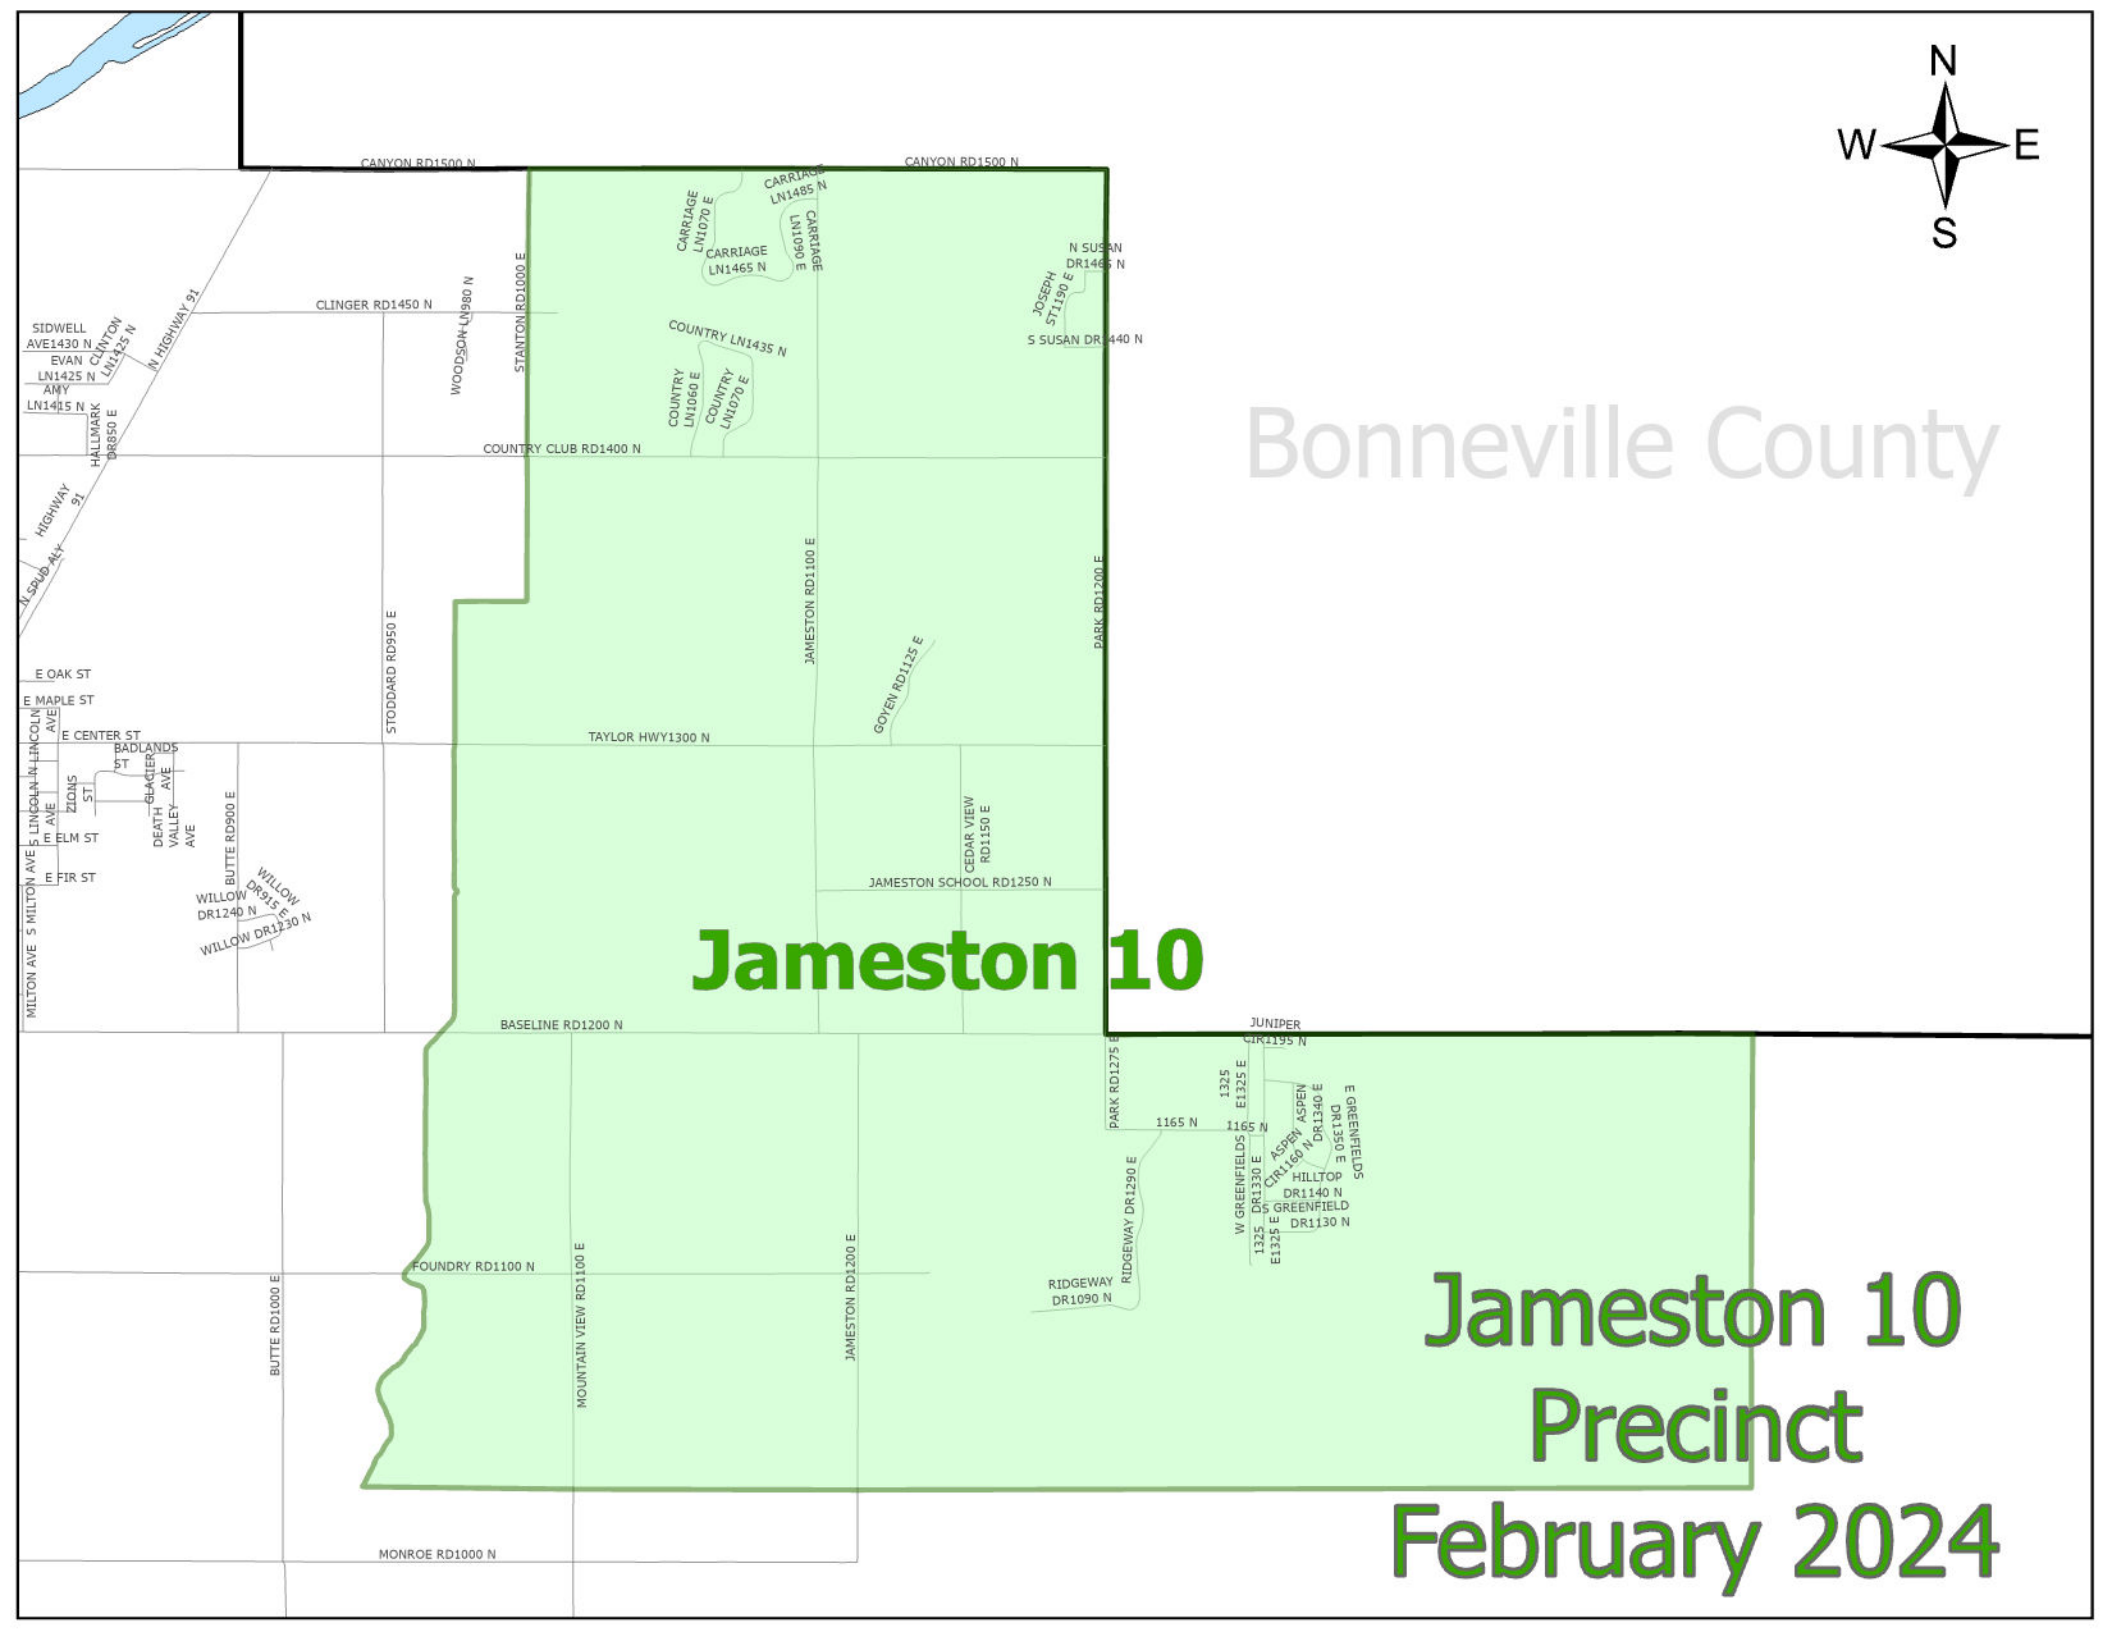 N
W
E
S
CANYON RD1500 N
CANYON RD1500 N
CARRIAGE
LN1485 N
CARRIAGE
LN1070 E
CARRIAGE
LN1090 E
CARRIAGE
LN1465 N
N SUSAN
DR1465 N
JOSEPH
ST1190 E
S SUSAN DR1440 N
STANTON RD1000 E
WOODSON LN980 N
CLINGER RD1450 N
N HIGHWAY 91
SIDWELL
AVE1430 N
CLINTON
LN1425 N
EVAN
LN1425 N
AMY
LN1415 N
HALLMARK
DR850 E
COUNTRY LN1435 N
COUNTRY
LN1060 E
COUNTRY
LN1070 E
COUNTRY CLUB RD1400 N
Bonneville County
HIGHWAY
91
N SPUD ALY
JAMESTON RD1100 E
PARK RD1200 E
STODDARD RD950 E
GOYEN RD1125 E
E OAK ST
E MAPLE ST
N LINCOLN
AVE
E CENTER ST
TAYLOR HWY1300 N
BADLANDS
ST
GLACIER
AVE
ZIONS
ST
DEATH
VALLEY
AVE
S LINCOLN
AVE
E ELM ST
E FIR ST
S MILTON AVE
MILTON AVE
BUTTE RD900 E
WILLOW
DR915 E
WILLOW
DR1240 N
WILLOW DR1230 N
CEDAR VIEW
RD1150 E
JAMESTON SCHOOL RD1250 N
Jameston 10
BASELINE RD1200 N
JUNIPER
CIR1195 N
PARK RD1275 E
1325
E1325 E
1165 N
1165 N
ASPEN
ASPEN
DR1340 E
E GREENFIELDS
DR1350 E
ASPEN
CIR1160 N
W GREENFIELDS
DR1330 E
HILLTOP
DR1140 N
S GREENFIELD
DR1130 N
1325
E1325 E
RIDGEWAY DR1290 E
RIDGEWAY
DR1090 N
FOUNDRY RD1100 N
BUTTE RD1000 E
MOUNTAIN VIEW RD1100 E
JAMESTON RD1200 E
MONROE RD1000 N
Jameston 10
Precinct
February 2024